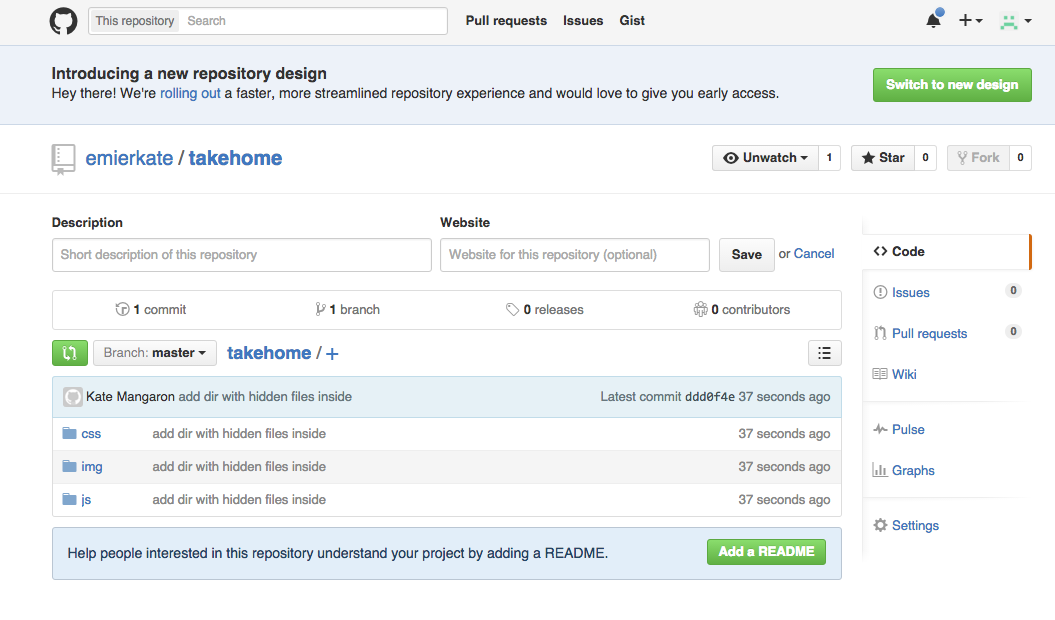 This repository Search Pull requests Issues Gist
Introducing a new repository design
Hey there! We're rolling out a faster, more streamlined repository experience and would love to give you early access.
Switch to new design
emierkate / takehome
Unwatch 1 Star 0 Fork 0
Description
Short description of this repository
Website
Website for this repository (optional)
Save or Cancel
1 commit 1 branch 0 releases 0 contributors
Branch: master takehome / +
Kate Mangaron add dir with hidden files inside Latest commit ddd0f4e 37 seconds ago
css add dir with hidden files inside 37 seconds ago
img add dir with hidden files inside 37 seconds ago
js add dir with hidden files inside 37 seconds ago
Help people interested in this repository understand your project by adding a README. Add a README
Code
Issues 0
Pull requests 0
Wiki
Pulse
Graphs
Settings